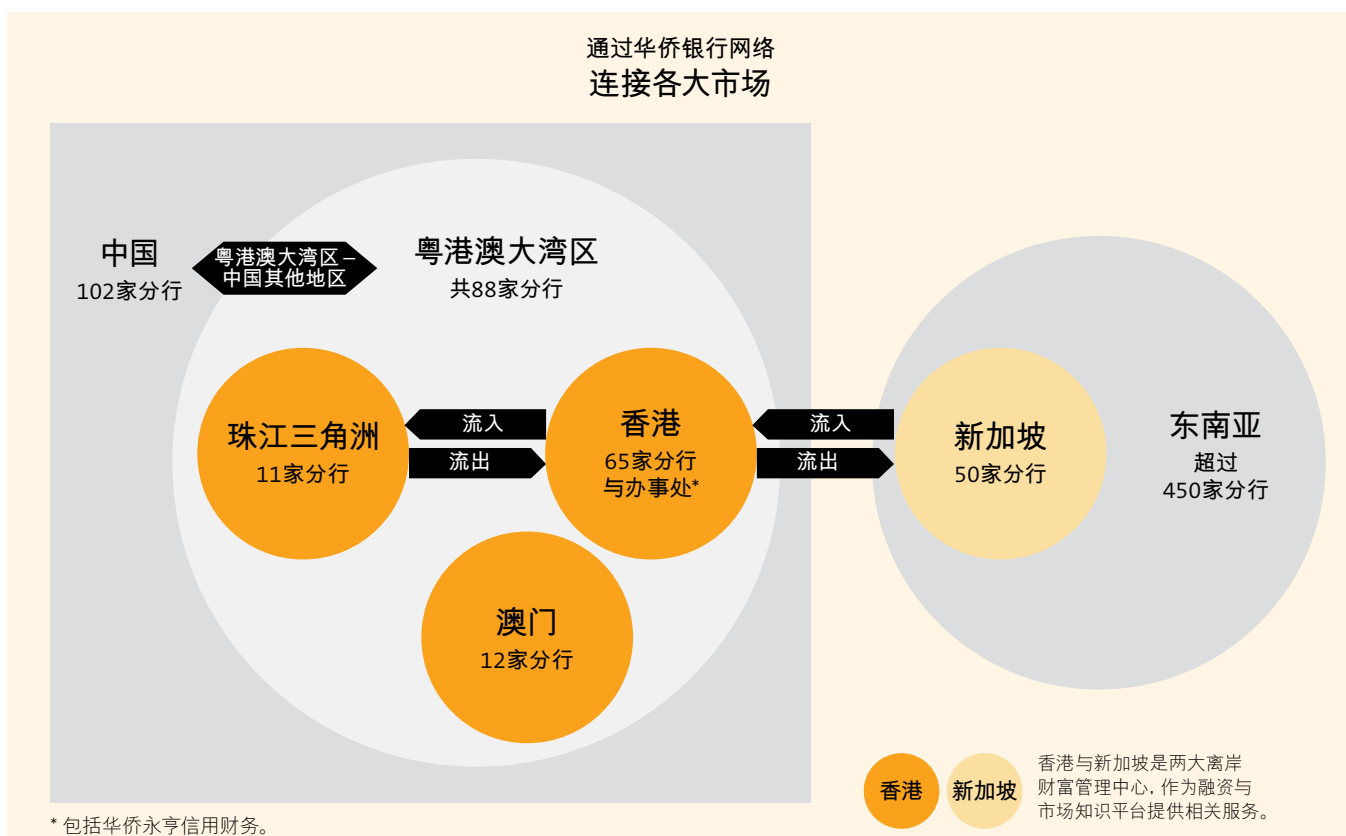 通过华侨银行网络
连接各大市场
中国
102家分行
粤港澳大湾区–
中国其他地区
粤港澳大湾区
共88家分行
珠江三角洲
11家分行
流入
流出
香港
65家分行
与办事处*
流入
流出
新加坡
50家分行
东南亚
超过
450家分行
澳门
12家分行
香港
新加坡
香港与新加坡是两大离岸
财富管理中心，作为融资与
市场知识平台提供相关服务。
* 包括华侨永亨信用财务。